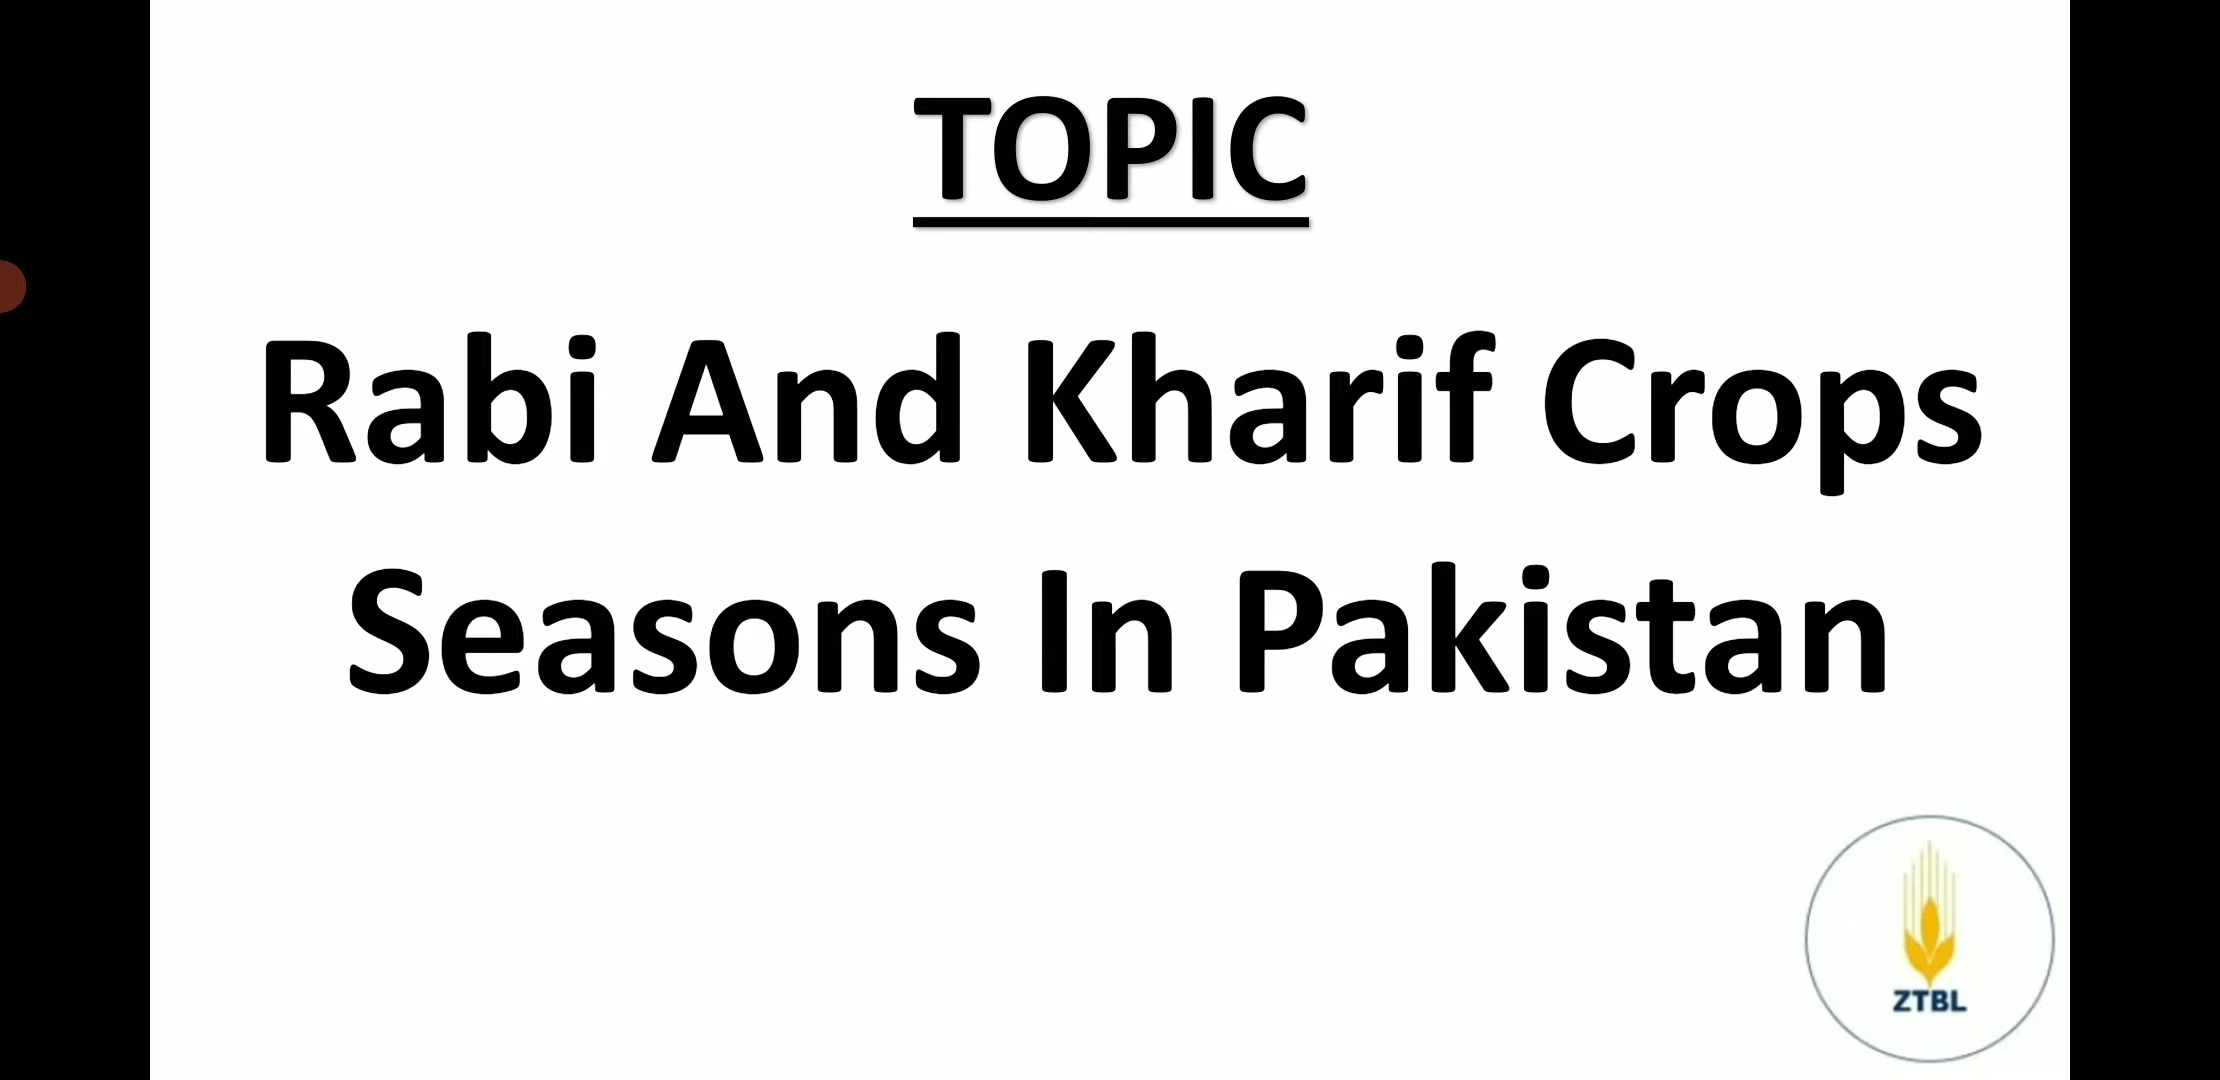 TOPIC
Rabi And Kharif Crops
Seasons In Pakistan
ZTBL